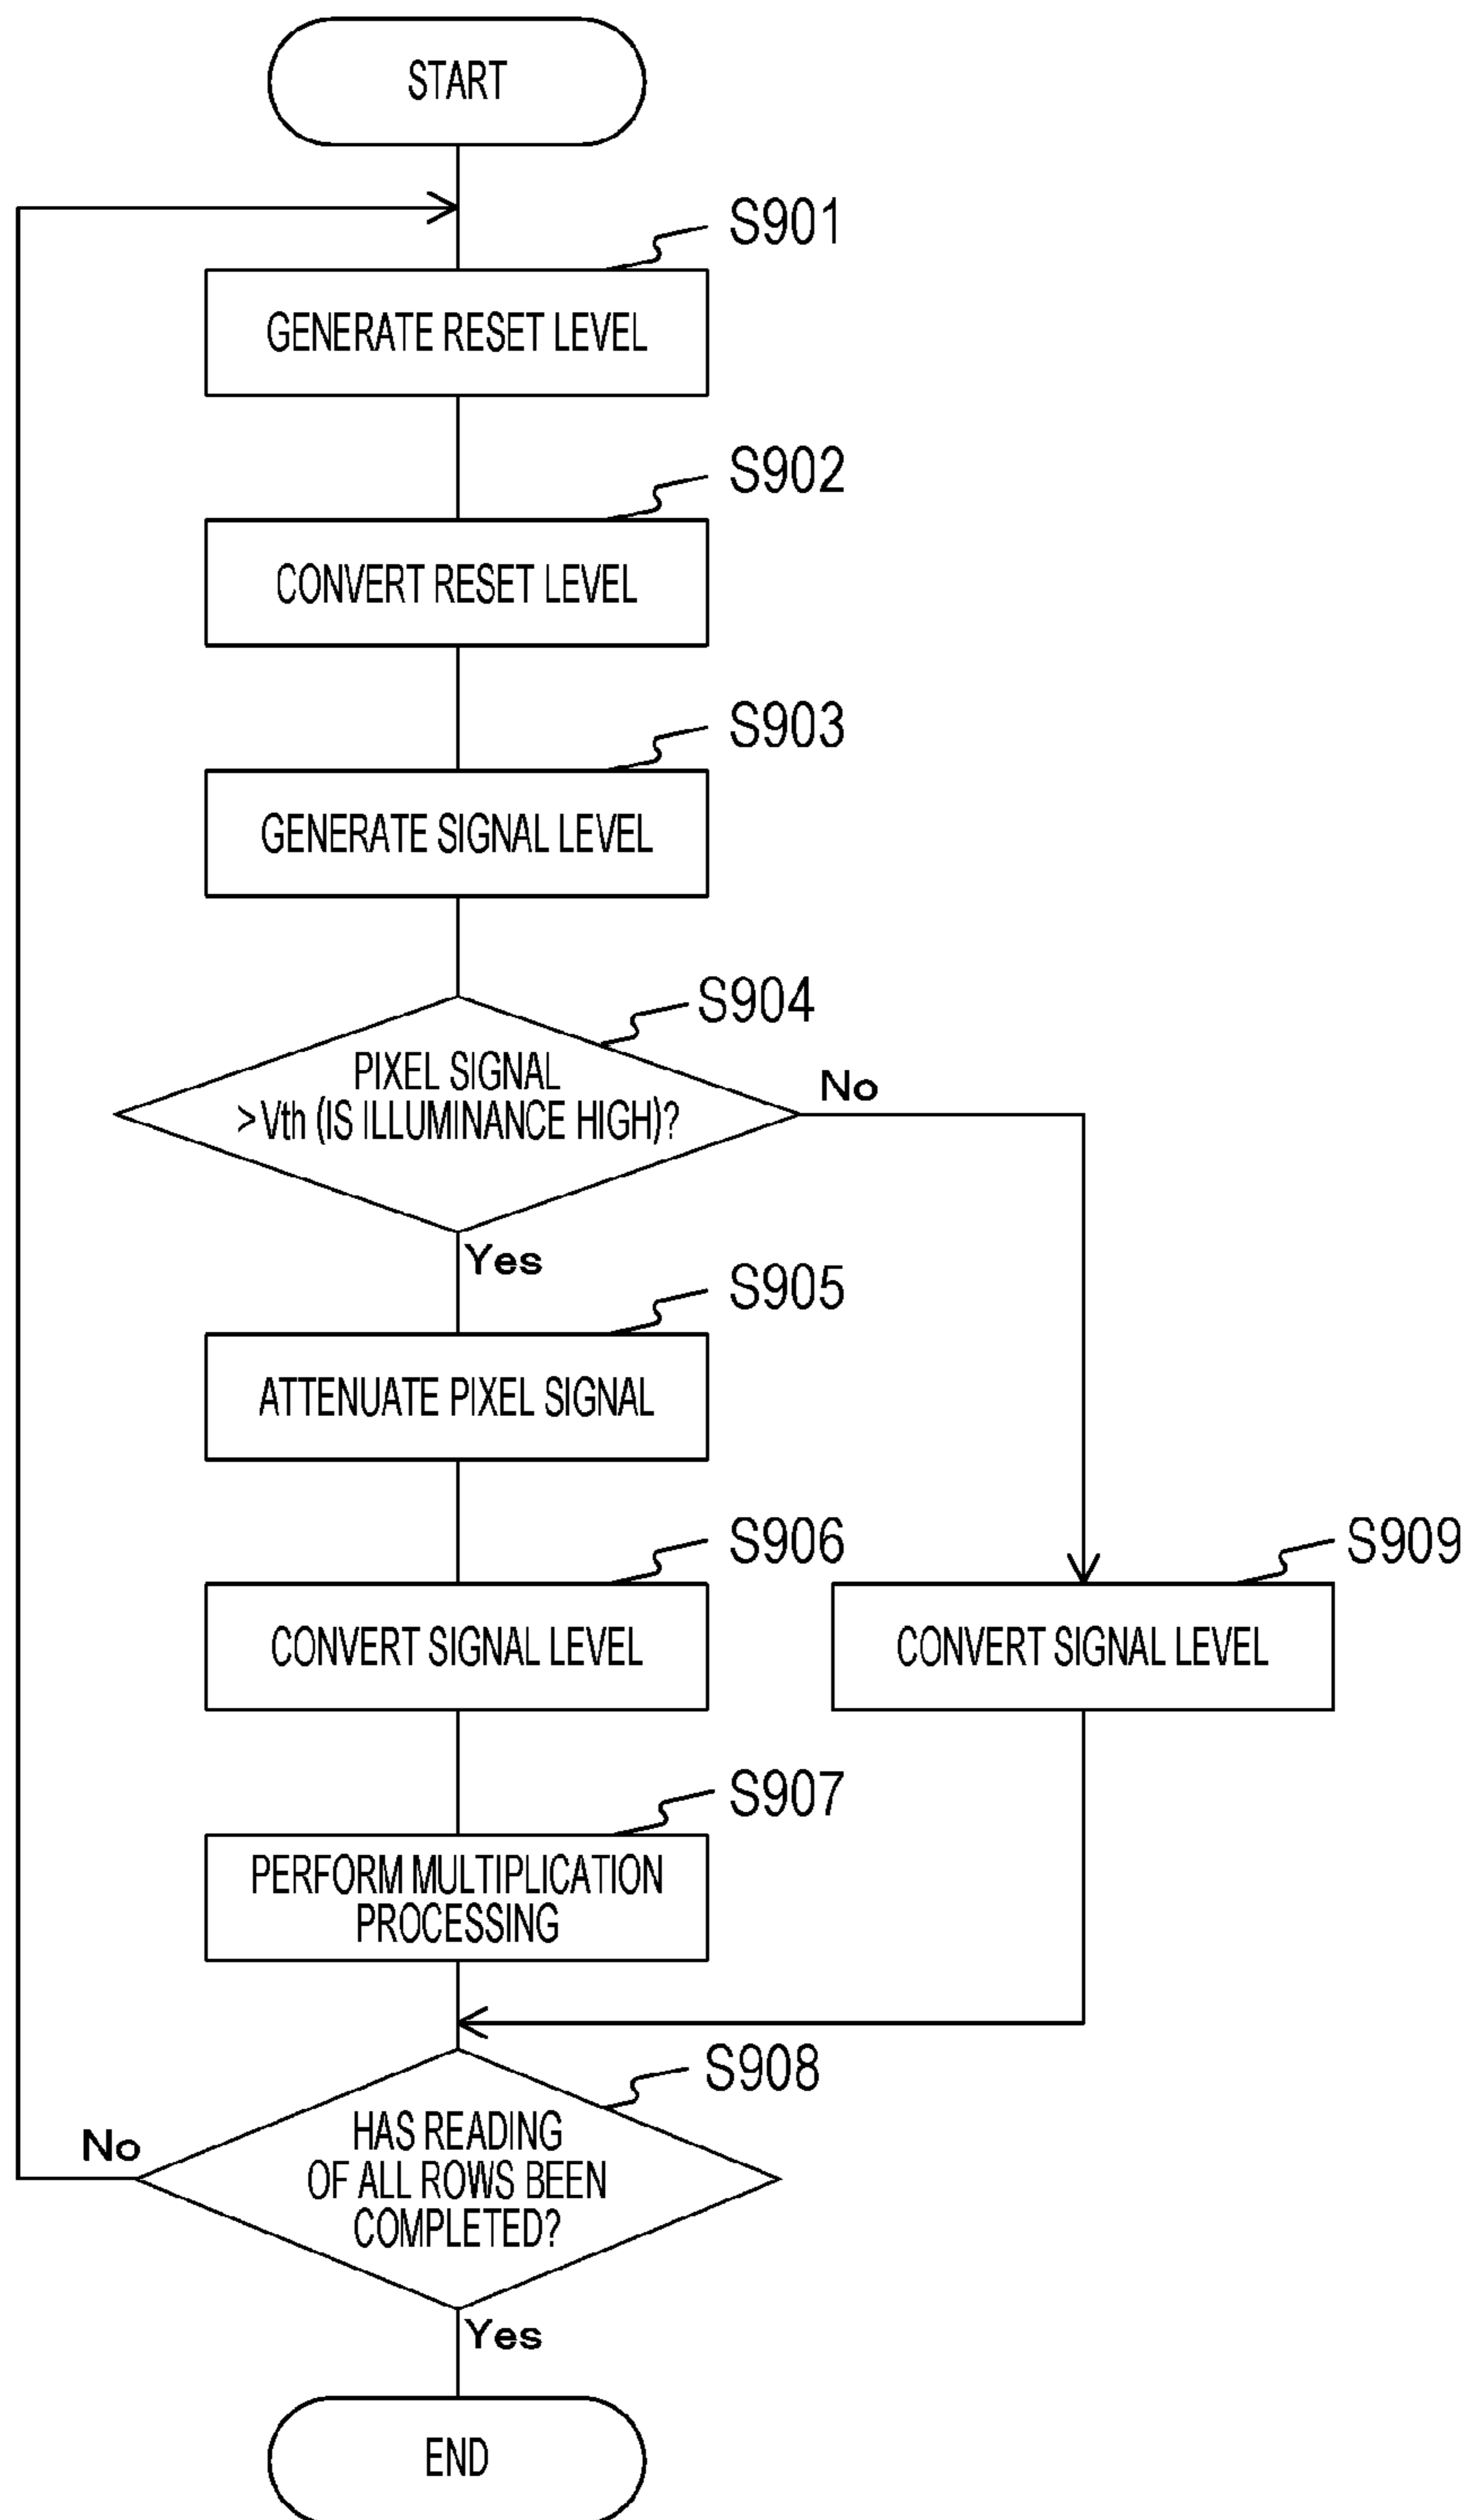 START
S901
GENERATE RESET LEVEL
S902
CONVERT RESET LEVEL
S903
GENERATE SIGNAL LEVEL
S904
PIXEL SIGNAL
> Vth (IS ILLUMINANCE HIGH)?
No
Yes
S905
ATTENUATE PIXEL SIGNAL
S906
CONVERT SIGNAL LEVEL
S909
CONVERT SIGNAL LEVEL
S907
PERFORM MULTIPLICATION
PROCESSING
S908
HAS READING
OF ALL ROWS BEEN
COMPLETED?
No
Yes
END